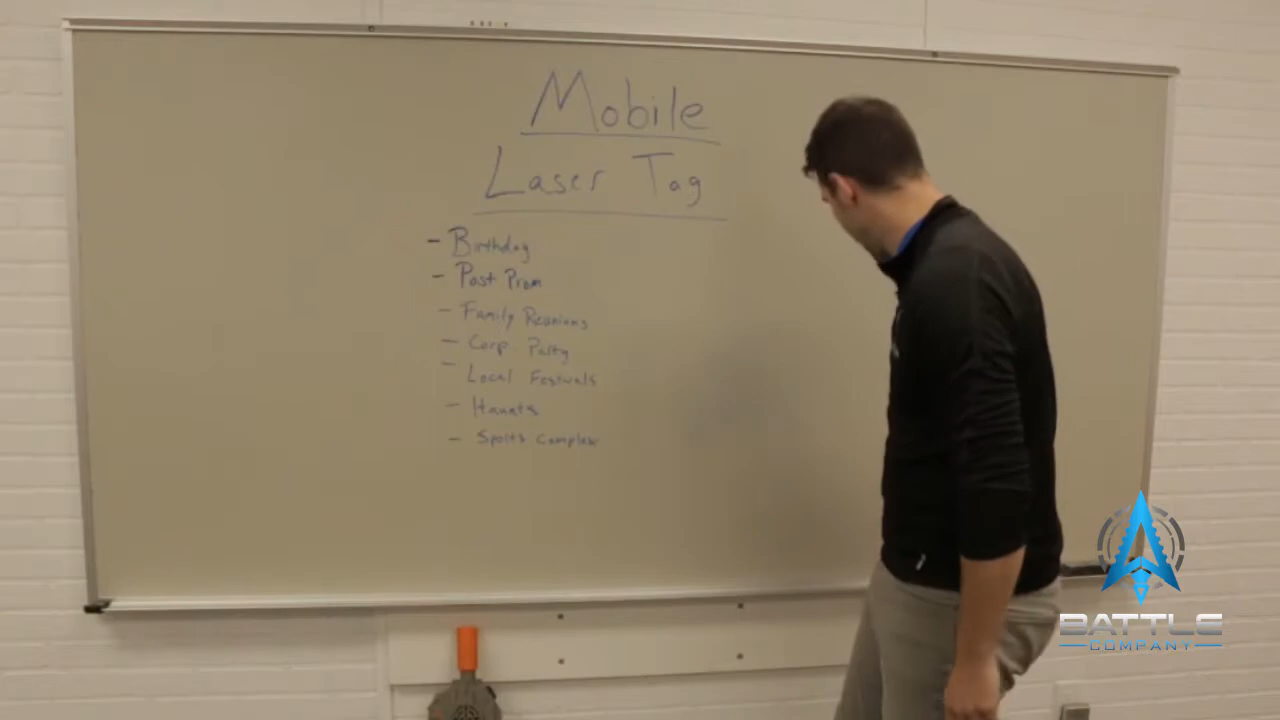 Mobile
Laser Tag
- Birthday
- Post Prom
- Family Reunions
- Corp. Party
- Local Festivals
- Haunts
- Sports Complex
BATTLE
COMPANY